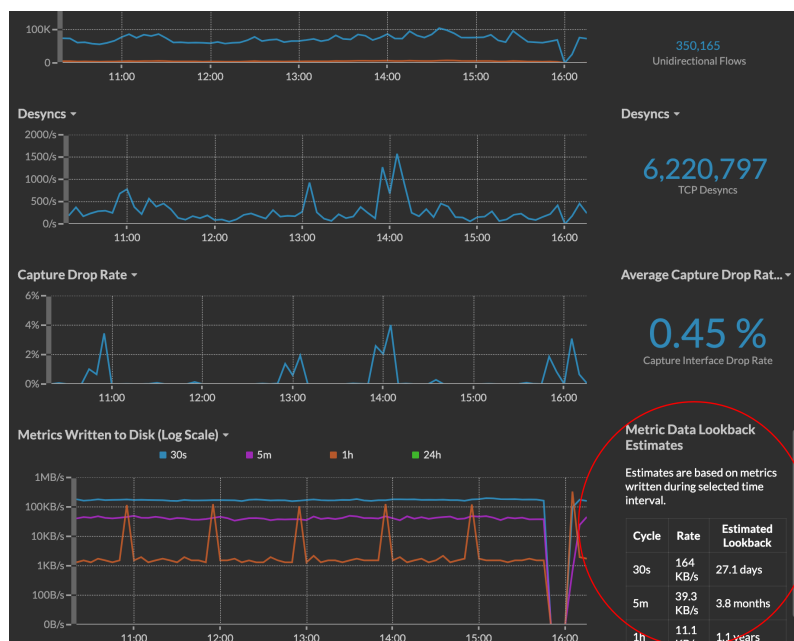 100K
0
11:00 12:00 13:00 14:00 15:00 16:00
350,165
Unidirectional Flows
Desyncs
2000/s
1500/s
1000/s
500/s
0/s
11:00 12:00 13:00 14:00 15:00 16:00
Desyncs
6,220,797
TCP Desyncs
Capture Drop Rate
6%
4%
2%
0%
11:00 12:00 13:00 14:00 15:00 16:00
Average Capture Drop Rat...
0.45 %
Capture Interface Drop Rate
Metrics Written to Disk (Log Scale)
30s 5m 1h 24h
1MB/s
100KB/s
10KB/s
1KB/s
100B/s
0B/s
11:00 12:00 13:00 14:00 15:00 16:00
Metric Data Lookback
Estimates
Estimates are based on metrics
written during selected time
interval.
Cycle Rate Estimated
Lookback
30s 164
KB/s 27.1 days
5m 39.3
KB/s 3.8 months
1h 11.1
KB/s 1.1 years